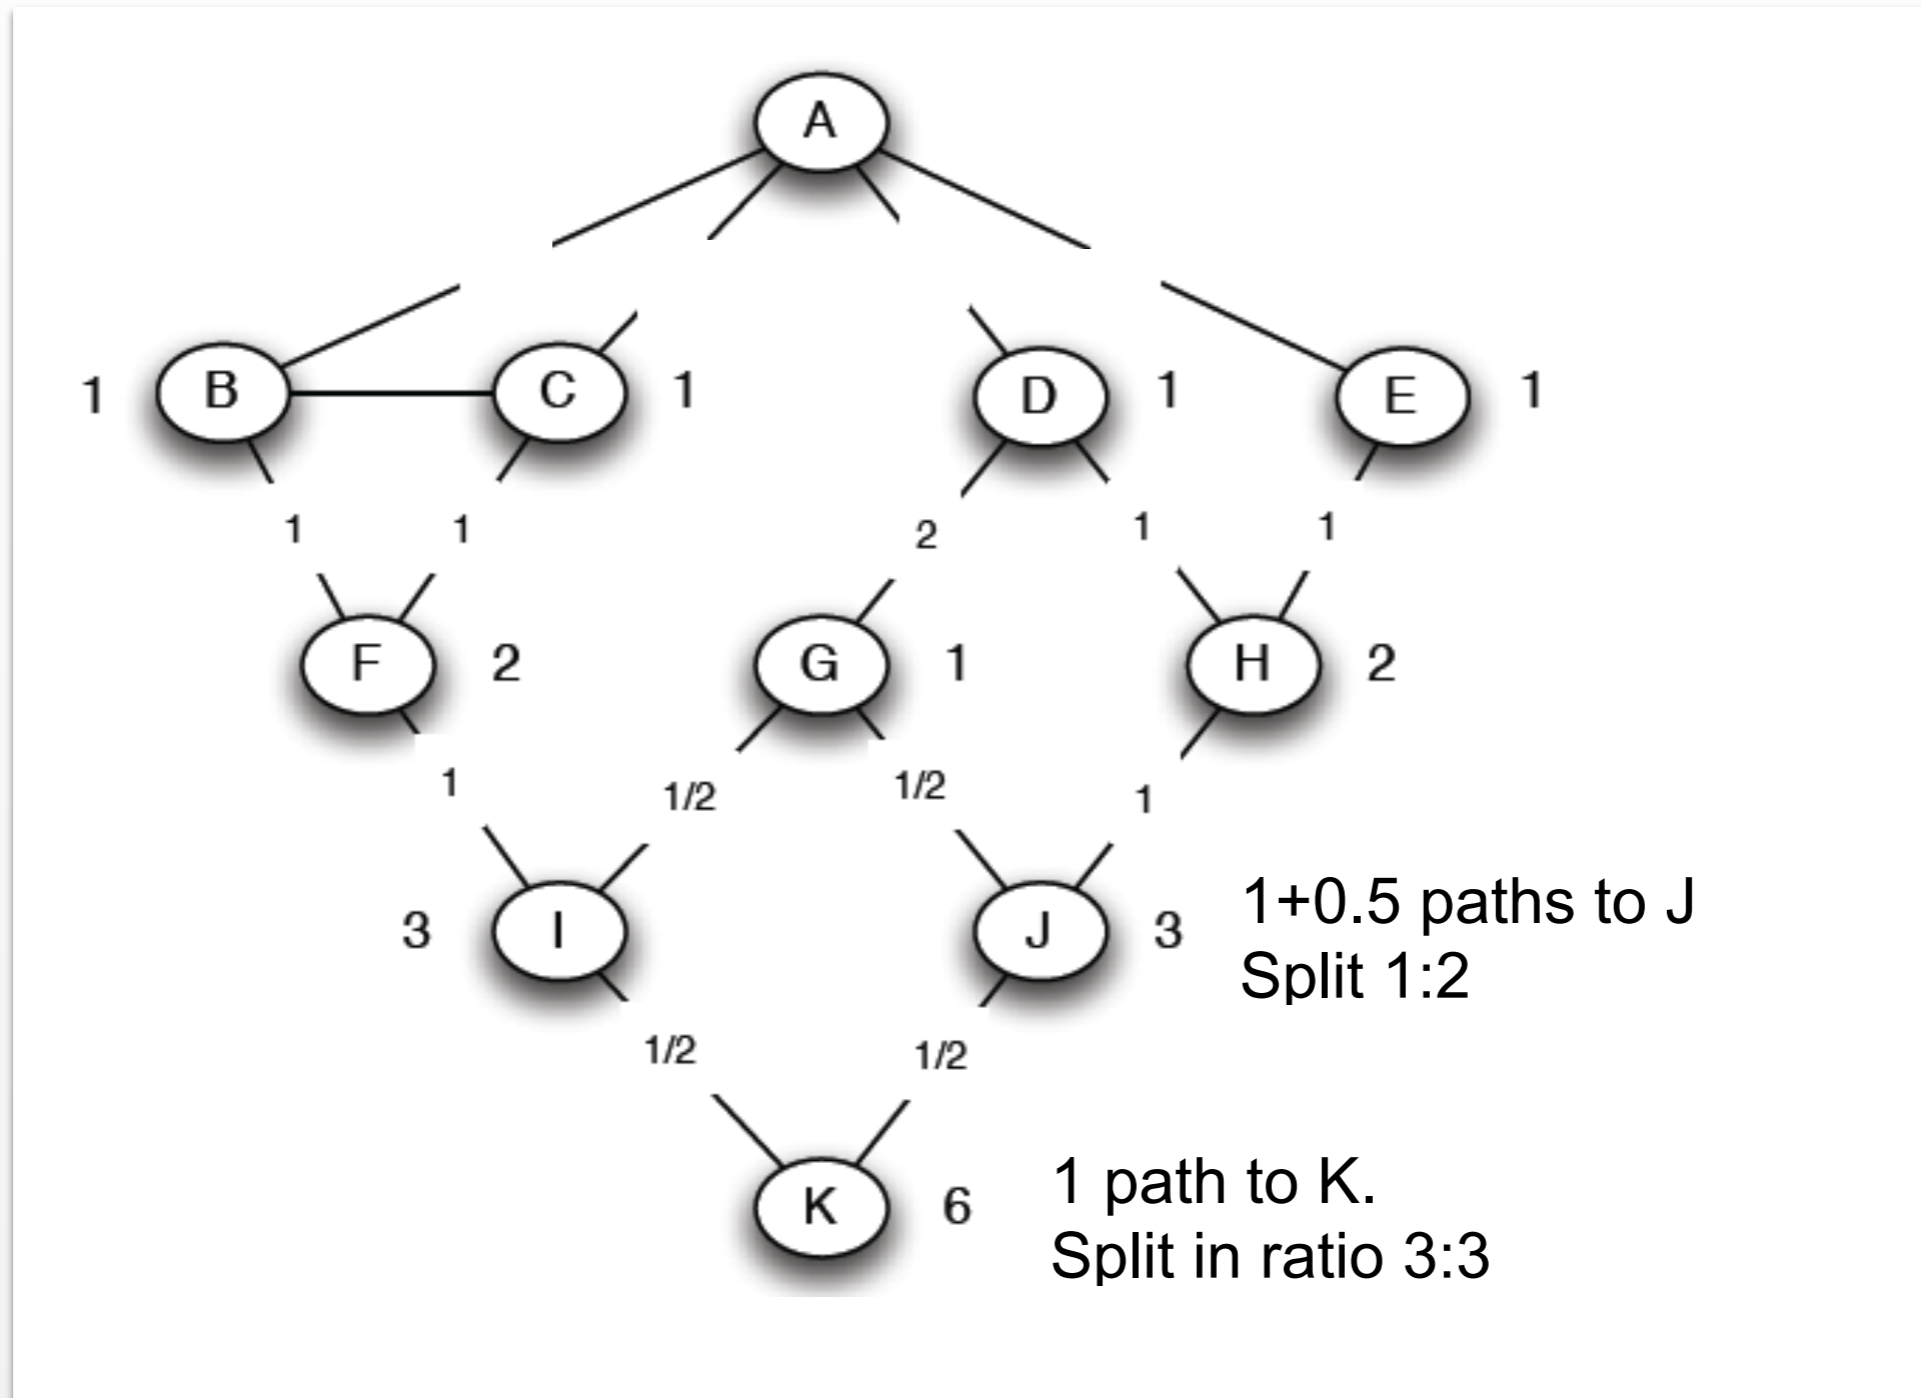 A
1 B C 1 D 1 E 1
1 1 2 1 1
F 2 G 1 H 2
1 1/2 1/2 1
3 I J 3 1+0.5 paths to J
Split 1:2
1/2 1/2
K 6 1 path to K.
Split in ratio 3:3